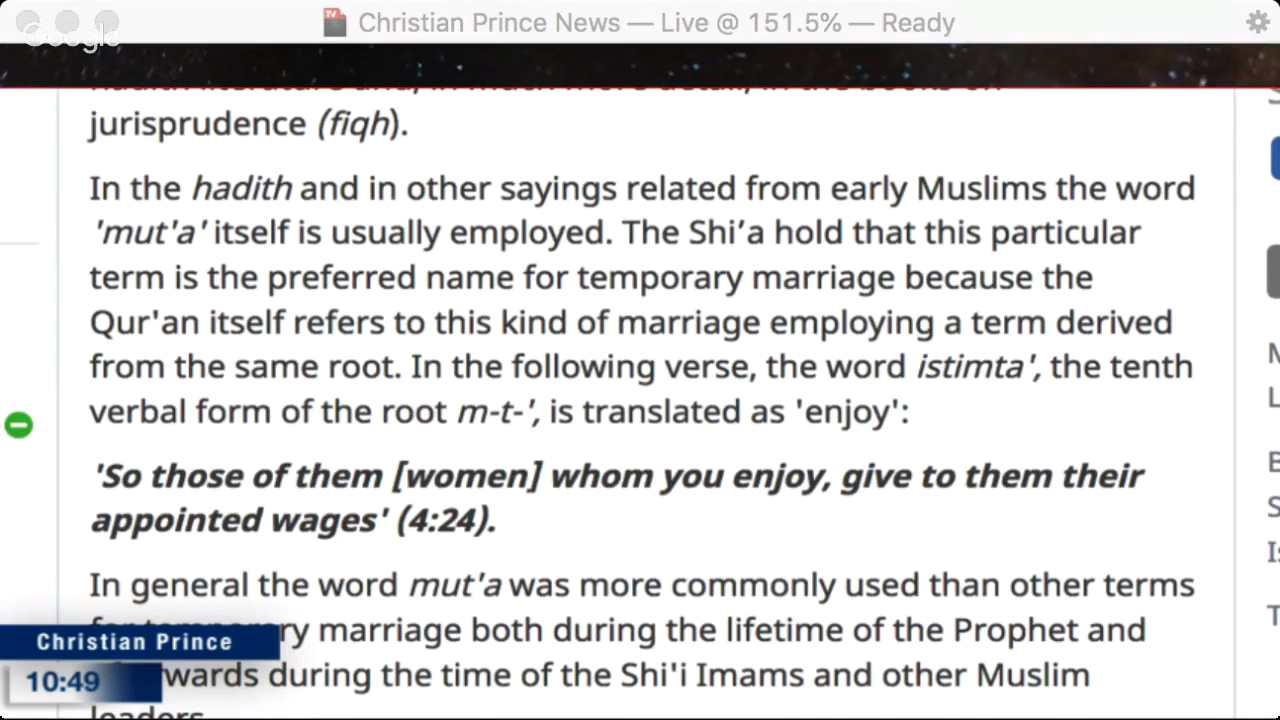 Christian Prince News — Live @ 151.5% — Ready
Google
jurisprudence (fiqh).
In the hadith and in other sayings related from early Muslims the word
'mut'a' itself is usually employed. The Shi’a hold that this particular
term is the preferred name for temporary marriage because the
Qur'an itself refers to this kind of marriage employing a term derived
from the same root. In the following verse, the word istimta', the tenth
verbal form of the root m-t-', is translated as 'enjoy':
'So those of them [women] whom you enjoy, give to them their
appointed wages' (4:24).
In general the word mut'a was more commonly used than other terms
marriage both during the lifetime of the Prophet and
during the time of the Shi'i Imams and other Muslim
leaders
Christian Prince
10:49